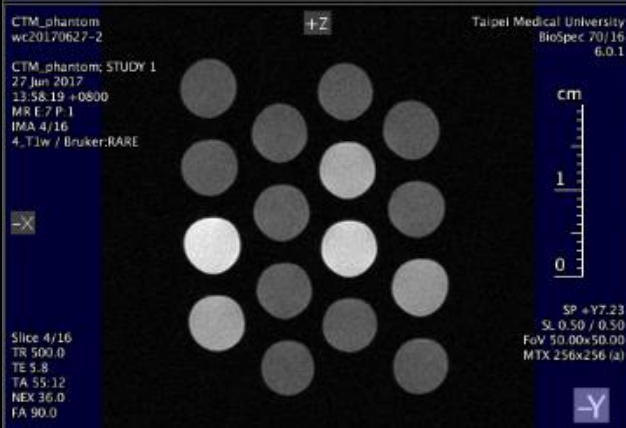 CTM_phantom
wc20170627-2
CTM_phantom; STUDY 1
27 Jun 2017
13:58:19 +0800
MR E:7 P:1
IMA 4/16
4_T1w / Bruker:RARE
+Z
Taipei Medical University
BioSpec 70/16
6.0.1
cm
1
0
-X
Slice 4/16
TR 500.0
TE 5.8
TA 55:12
NEX 36.0
FA 90.0
SP +Y7.23
SL 0.50 / 0.50
FoV 50.00x50.00
MTX 256x256 (a)
-Y